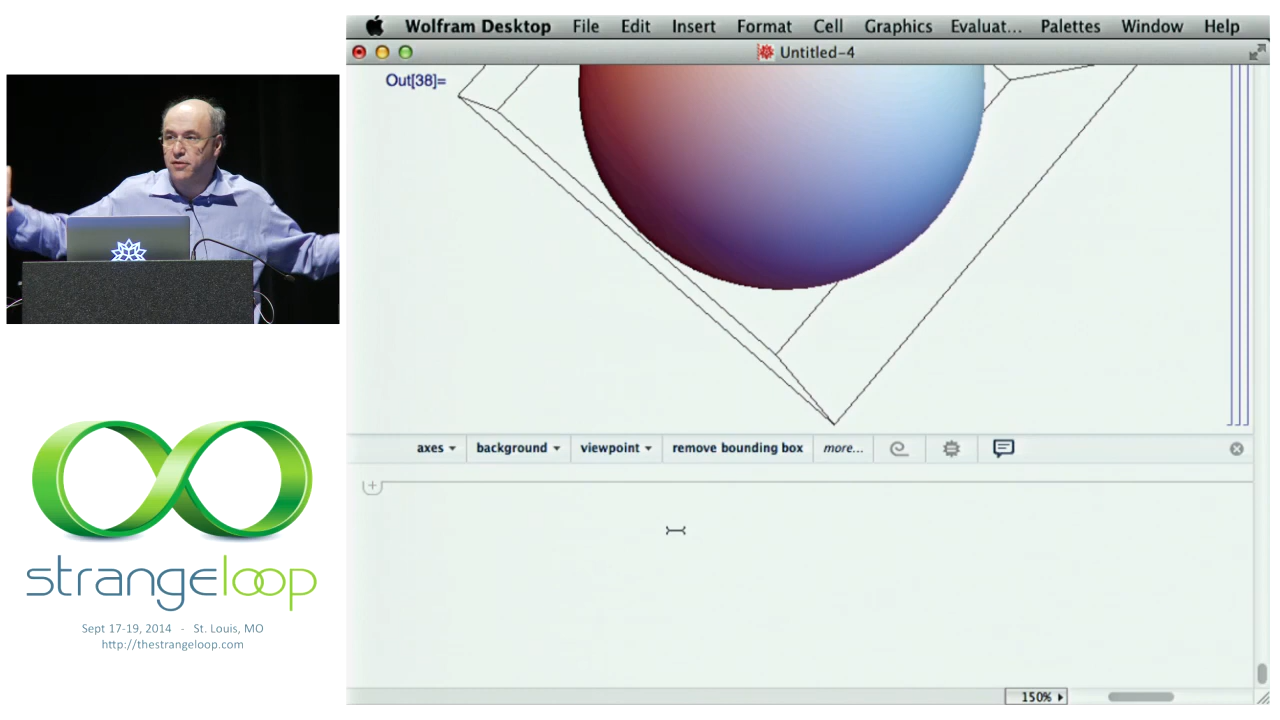 Wolfram Desktop File Edit Insert Format Cell Graphics Evaluat... Palettes Window Help
Untitled-4
Out[38]=
axes background viewpoint remove bounding box more...
150%
strangeloop
Sept 17-19, 2014 - St. Louis, MO
http://thestrangeloop.com